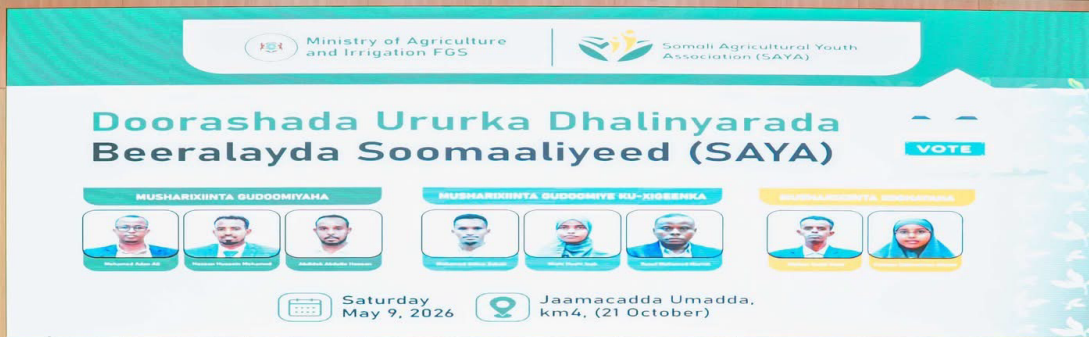 Ministry of Agriculture
and Irrigation FGS
Somali Agricultural Youth
Association (SAYA)
Doorashada Ururka Dhalinyarada
Beeralayda Soomaaliyeed (SAYA)
VOTE
MUSHARIXIINTA GUDOOMIYAHA
MUSHARIXIINTA GUDOOMIYE KU-XIGEENKA
Mohamed Adan Ali
Hassan Hussein Mohamed
Abdullahi Abdulle Hassan
Saturday
May 9, 2026
Jaamacadda Umadda,
km4, (21 October)